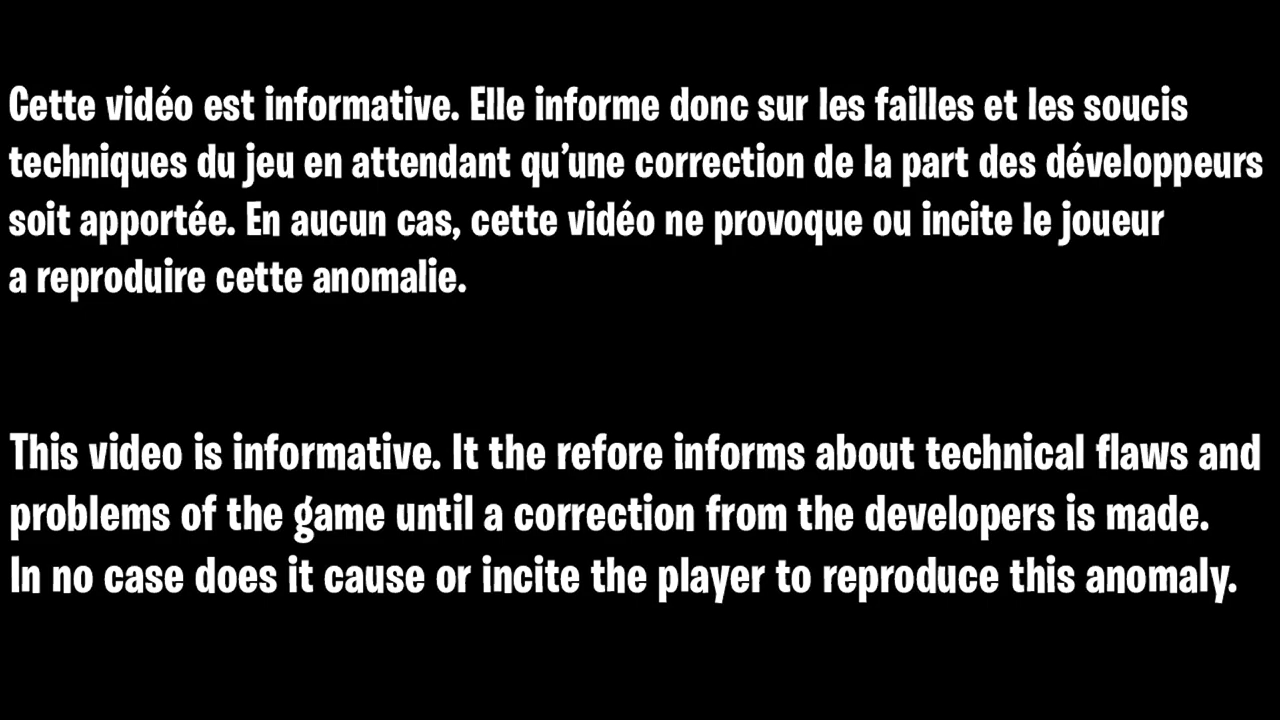 Cette vidéo est informative. Elle informe donc sur les failles et les soucis
techniques du jeu en attendant qu’une correction de la part des développeurs
soit apportée. En aucun cas, cette vidéo ne provoque ou incite le joueur
a reproduire cette anomalie.
This video is informative. It the refore informs about technical flaws and
problems of the game until a correction from the developers is made.
In no case does it cause or incite the player to reproduce this anomaly.